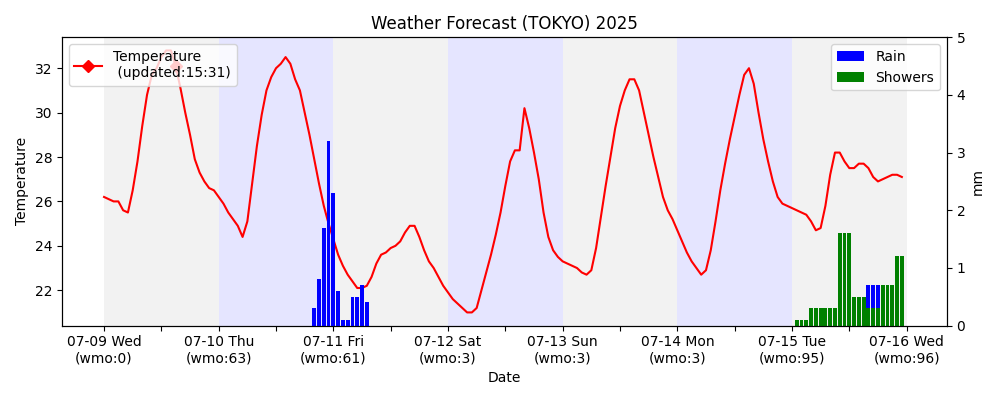 Weather Forecast (TOKYO) 2025
Temperature
(updated:15:31)
Rain
Showers
Temperature
32
30
28
26
24
22
5
4
3
2
1
0
mm
07-09 Wed
(wmo:0)
07-10 Thu
(wmo:63)
07-11 Fri
(wmo:61)
07-12 Sat
(wmo:3)
07-13 Sun
(wmo:3)
07-14 Mon
(wmo:3)
07-15 Tue
(wmo:95)
07-16 Wed
(wmo:96)
Date